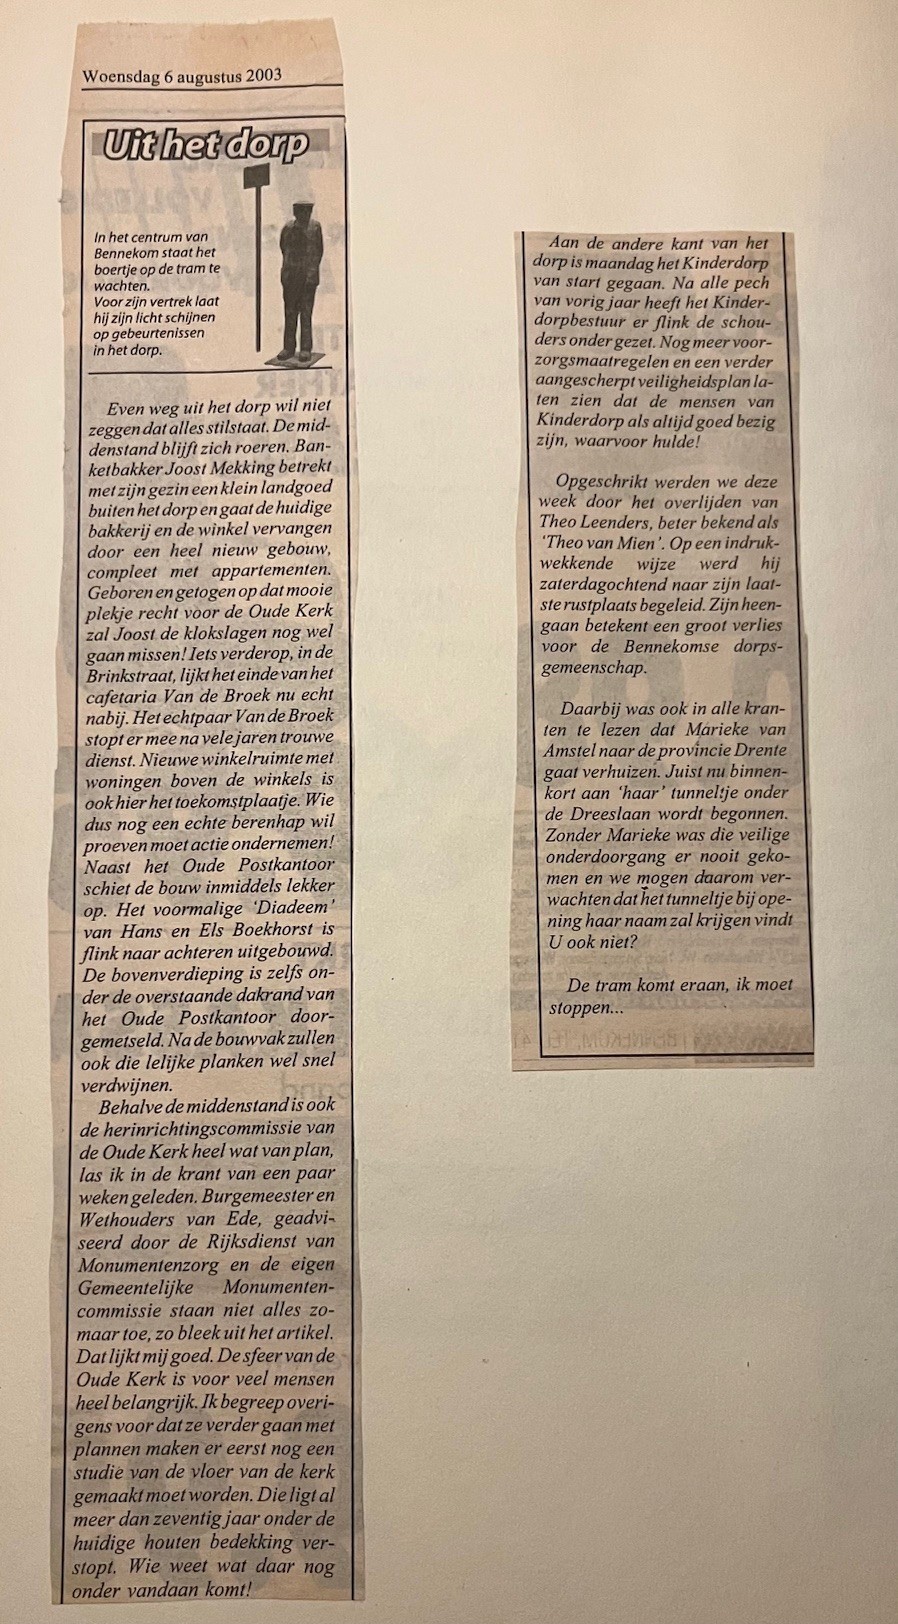 Woensdag 6 augustus 2003
Uit het dorp
In het centrum van
Bennekom staat het
boertje op de tram te
wachten.
Voor zijn vertrek laat
hij zijn licht schijnen
op gebeurtenissen
in het dorp.
Even weg uit het dorp wil niet
zeggen dat alles stilstaat. De mid-
denstand blijft zich roeren. Ban-
ketbakker Joost Mekking betrekt
met zijn gezin een klein landgoed
buiten het dorp en gaat de huidige
bakkerij en de winkel vervangen
door een heel nieuw gebouw,
compleet met appartementen.
Geboren en getogen op dat mooie
plekje recht voor de Oude Kerk
zal Joost de klokslagen nog wel
gaan missen! Iets verderop, in de
Brinkstraat, lijkt het einde van het
cafetaria Van de Broek nu echt
nabij. Het echtpaar Van de Broek
stopt er mee na vele jaren trouwe
dienst. Nieuwe winkelruimte met
woningen boven de winkels is
ook hier het toekomstplaatje. Wie
dus nog een echte berenhap wil
proeven moet actie ondernemen!
Naast het Oude Postkantoor
schiet de bouw inmiddels lekker
op. Het voormalige ‘Diadeem’
van Hans en Els Boekhorst is
flink naar achteren uitgebouwd.
De bovenverdieping is zelfs on-
der de overstaande dakrand van
het Oude Postkantoor door-
gemetseld. Na de bouwvak zullen
ook die lelijke planken wel snel
verdwijnen.
Behalve de middenstand is ook
de herinrichtingscommissie van
de Oude Kerk heel wat van plan,
las ik in de krant van een paar
weken geleden. Burgemeester en
Wethouders van Ede, geadvi-
seerd door de Rijksdienst van
Monumentenzorg en de eigen
Gemeentelijke Monumenten-
commissie staan niet alles zo-
maar toe, zo bleek uit het artikel.
Dat lijkt mij goed. De sfeer van de
Oude Kerk is voor veel mensen
heel belangrijk. Ik begreep overi-
gens voor dat ze verder gaan met
plannen maken er eerst nog een
studie van de vloer van de kerk
gemaakt moet worden. Die ligt al
meer dan zeventig jaar onder de
huidige houten bedekking ver-
stopt. Wie weet wat daar nog
onder vandaan komt!
Aan de andere kant van het
dorp is maandag het Kinderdorp
van start gegaan. Na alle pech
van vorig jaar heeft het Kinder-
dorpbestuur er flink de schou-
ders onder gezet. Nog meer voor-
zorgsmaatregelen en een verder
aangescherpt veiligheidsplan la-
ten zien dat de mensen van
Kinderdorp als altijd goed bezig
zijn, waarvoor hulde!
Opgeschrikt werden we deze
week door het overlijden van
Theo Leenders, beter bekend als
‘Theo van Mien’. Op een indruk-
wekkende wijze werd hij
zaterdagochtend naar zijn laat-
ste rustplaats begeleid. Zijn heen-
gaan betekent een groot verlies
voor de Bennekomse dorps-
gemeenschap.
Daarbij was ook in alle kran-
ten te lezen dat Marieke van
Amstel naar de provincie Drente
gaat verhuizen. Juist nu binnen-
kort aan ‘haar’ tunneltje onder
de Dreeslaan wordt begonnen.
Zonder Marieke was die veilige
onderdoorgang er nooit geko-
men en we mogen daarom ver-
wachten dat het tunneltje bij ope-
ning haar naam zal krijgen vindt
U ook niet?
De tram komt eraan, ik moet
stoppen...